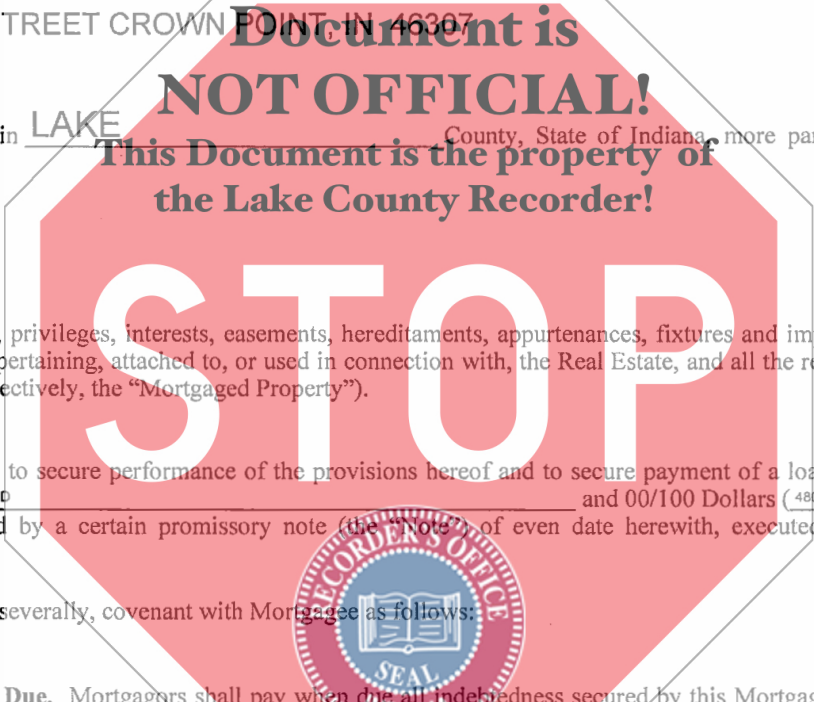 TREET CROWN POINT, IN 46307
Document is
NOT OFFICIAL!
in LAKE County, State of Indiana, more par
This Document is the property of
the Lake County Recorder!
STOP
privileges, interests, easements, hereditaments, appurtenances, fixtures and im
pertaining, attached to, or used in connection with, the Real Estate, and all the re
ectively, the “Mortgaged Property”).
to secure performance of the provisions hereof and to secure payment of a loa
D and 00/100 Dollars ( 480
d by a certain promissory note (the “Note”) of even date herewith, executed
RECORDER'S OFFICE
severally, covenant with Mortgagee as follows:
SEAL
Due. Mortgagors shall pay when due all indebtedness secured by this Mortgag